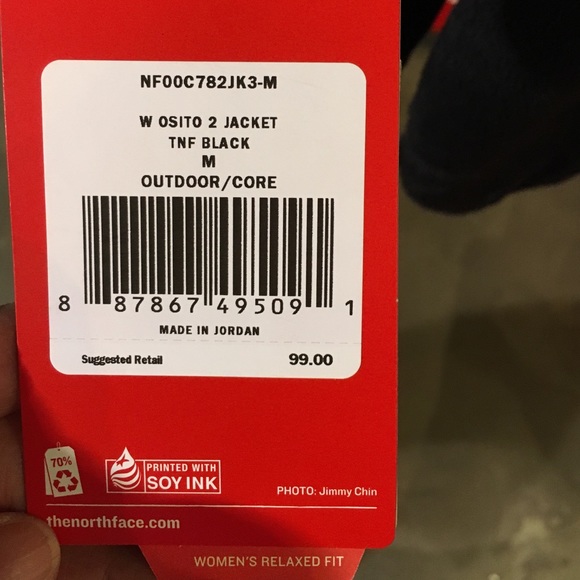 NF00C782JK3-M
W OSITO 2 JACKET
TNF BLACK
M
OUTDOOR/CORE
8 87867 49509 1
MADE IN JORDAN
Suggested Retail 99.00
70%
PRINTED WITH
SOY INK
PHOTO: Jimmy Chin
thenorthface.com
WOMEN'S RELAXED FIT